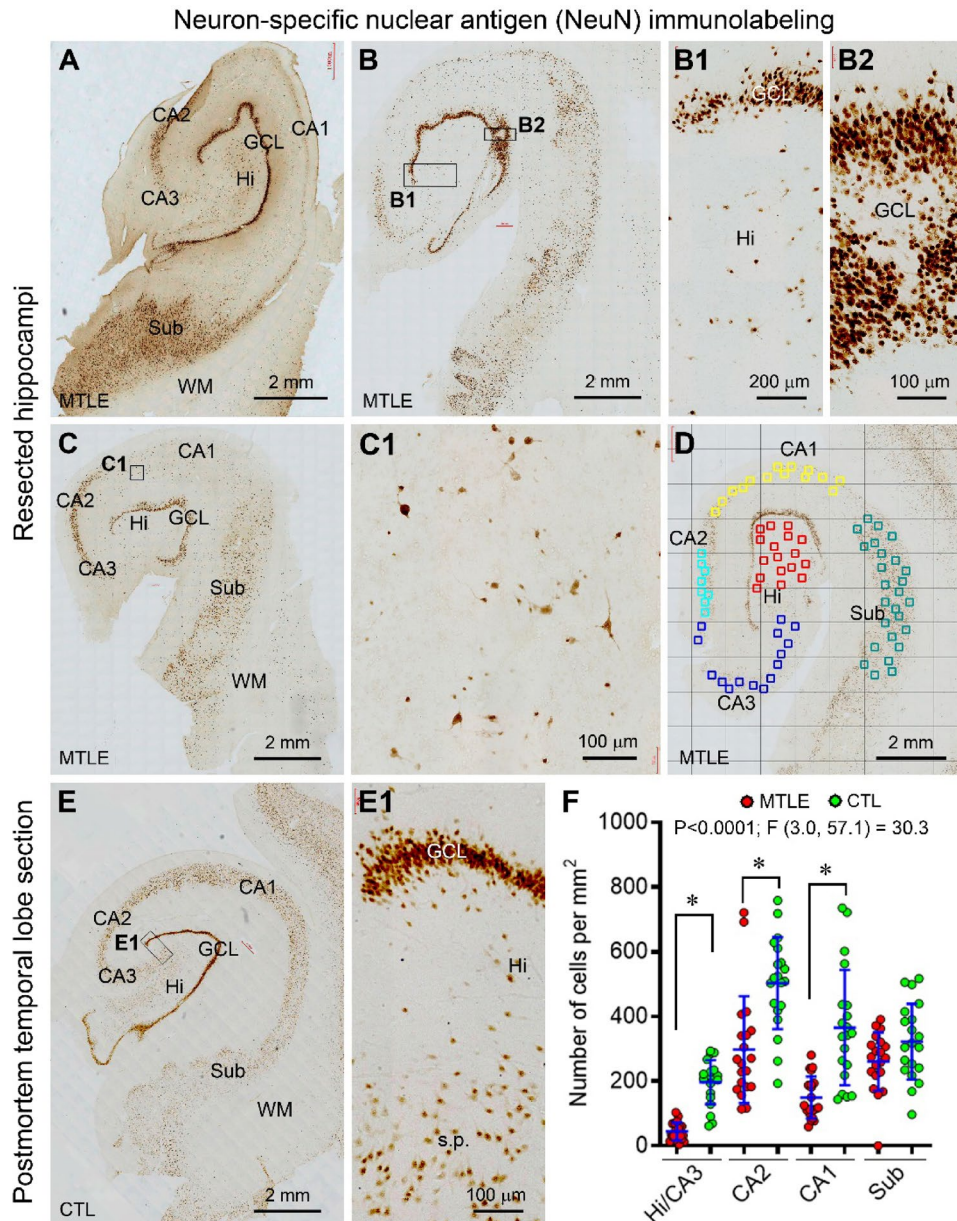 Neuron-specific nuclear antigen (NeuN) immunolabeling
Resected hippocampi
A
CA2
CA1
GCL
Hi
CA3
Sub
WM
2 mm
MTLE
B
B2
B1
2 mm
MTLE
B1
GCL
Hi
200 µm
B2
GCL
100 µm
C
C1
CA1
CA2
Hi
GCL
CA3
Sub
WM
2 mm
MTLE
C1
100 µm
D
CA1
CA2
Hi
Sub
CA3
2 mm
MTLE
Postmortem temporal lobe section
E
CA1
CA2
E1
GCL
CA3
Hi
Sub
WM
2 mm
CTL
E1
GCL
Hi
s.p.
100 µm
F
MTLE CTL
P<0.0001; F (3.0, 57.1) = 30.3
Number of cells per mm²
1000
800
600
400
200
0
* * *
Hi/CA3 CA2 CA1 Sub